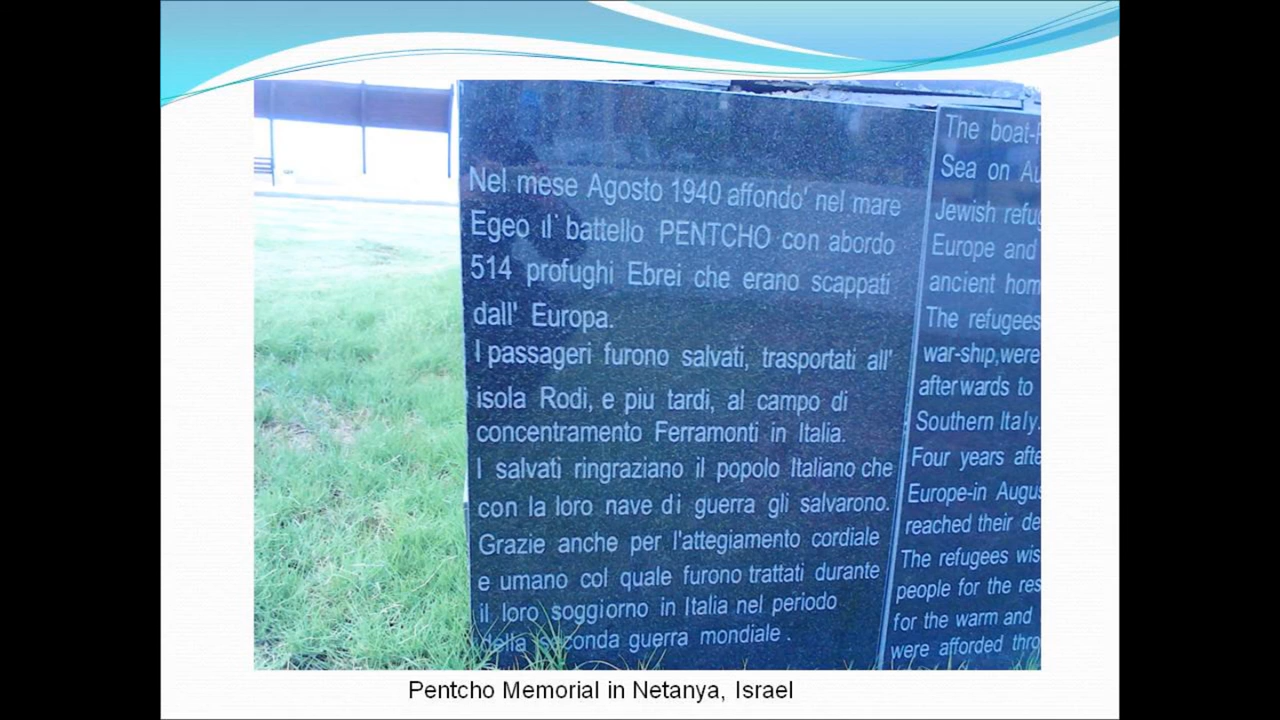 Nel mese Agosto 1940 affondo' nel mare
Egeo il' battello PENTCHO con abordo
514 profughi Ebrei che erano scappati
dall' Europa.
I passageri furono salvati, trasportati all'
isola Rodi, e piu tardi, al campo di
concentramento Ferramonti in Italia.
I salvati ringraziano il popolo Italiano che
con la loro nave di guerra gli salvarono.
Grazie anche per l'attegiamento cordiale
e umano col quale furono trattati durante
il loro soggiorno in Italia nel periodo
della seconda guerra mondiale .
The boat-
Sea on Au
Jewish refug
Europe and
ancient hom
The refugees
war-ship,were
afterwards to
Southern Italy.
Four years afte
Europe-in Augus
reached their de
The refugees wis
people for the res
for the warm and
were afforded thro
Pentcho Memorial in Netanya, Israel